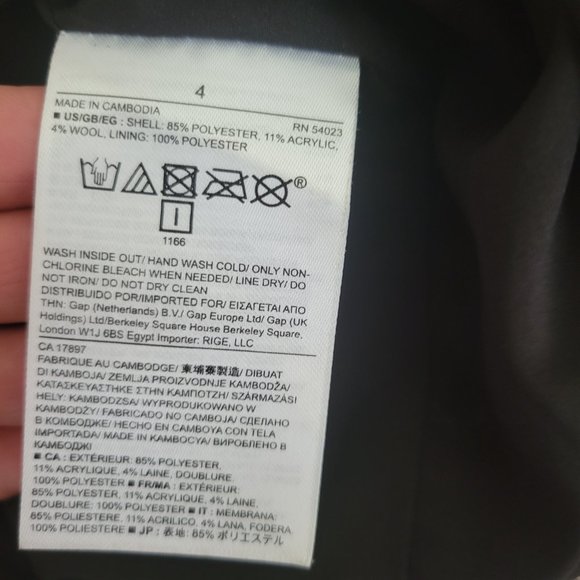 4
MADE IN CAMBODIA RN 54023
■ US/GB/EG : SHELL: 85% POLYESTER, 11% ACRYLIC,
4% WOOL, LINING: 100% POLYESTER
®
1166
WASH INSIDE OUT/ HAND WASH COLD/ ONLY NON-
CHLORINE BLEACH WHEN NEEDED/ LINE DRY/ DO
NOT IRON/ DO NOT DRY CLEAN
DISTRIBUIDO POR/IMPORTED FOR/ ΕΙΣΑΓΕΤΑΙ ΑΠΟ
ΤΗΝ: Gap (Netherlands) B.V./ Gap Europe Ltd/ Gap (UK
Holdings) Ltd/Berkeley Square House Berkeley Square,
London W1J 6BS Egypt Importer: RIGE, LLC
CA 17897
FABRIQUE AU CAMBODGE/ 柬埔寨製造/ DIBUAT
DI KAMBOJA/ ZEMLJA PROIZVODNJE KAMBODŽA/
ΚΑΤΑΣΚΕΥΑΣΤΗΚΕ ΣΤΗΝ ΚΑΜΠΟΤΖΗ/ SZÁRMAZÁSI
HELY: KAMBODZSA/ WYPRODUKOWANO W
KAMBODŻY/ FABRICADO NO CAMBOJA/ СДЕЛАНО
В КОМБОДЖЕ/ HECHO EN CAMBOYA CON TELA
IMPORTADA/ MADE IN KAMBOCYA/ ВИРОБЛЕНО В
КАМБОДЖІ
■ CA : EXTÉRIEUR: 85% POLYESTER,
11% ACRYLIQUE, 4% LAINE, DOUBLURE:
100% POLYESTER ■ FR/MA : EXTÉRIEUR:
85% POLYESTER, 11% ACRYLIQUE, 4% LAINE,
DOUBLURE: 100% POLYESTER ■ IT : MEMBRANA:
85% POLIESTERE, 11% ACRILICO, 4% LANA, FODERA
100% POLIESTERE ■ JP : 表地: 85% ポリエステル